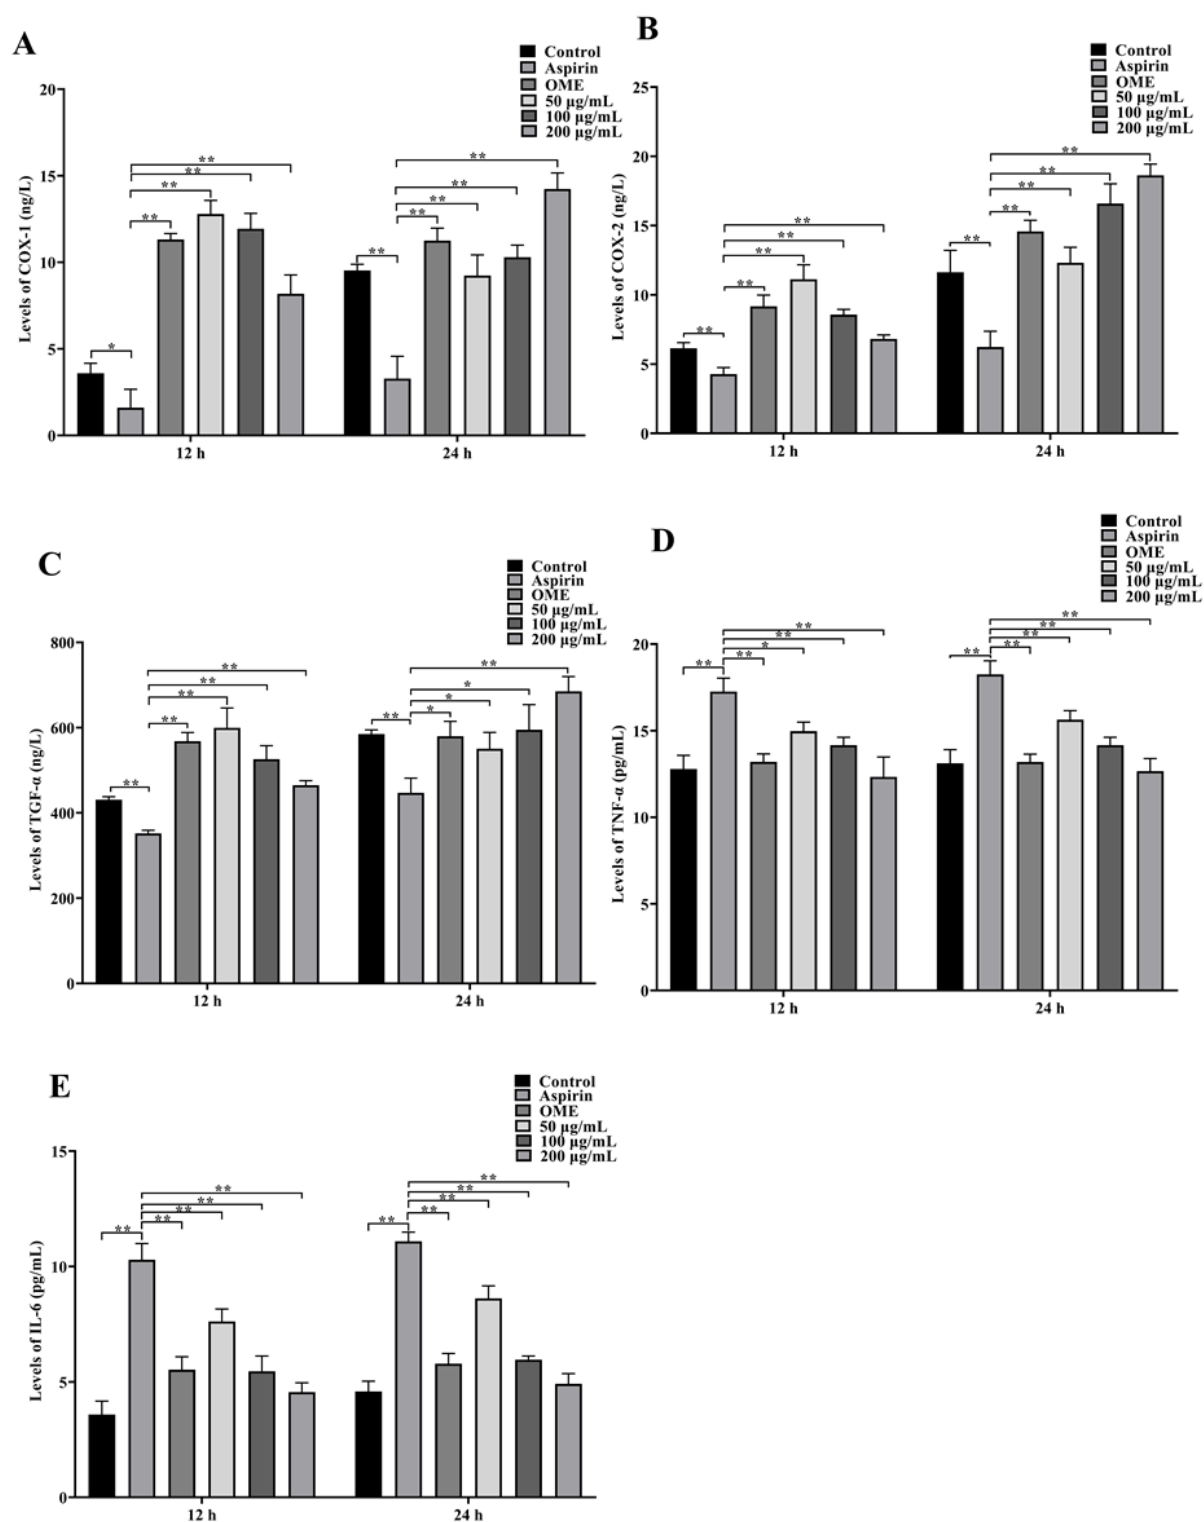 A
Control
Aspirin
OME
50 μg/mL
100 μg/mL
200 μg/mL
Levels of COX-1 (ng/L)
20
15
10
5
0
*
**
**
**
**
**
**
**
**
**
12 h
24 h
B
Control
Aspirin
OME
50 μg/mL
100 μg/mL
200 μg/mL
Levels of COX-2 (ng/L)
25
20
15
10
5
0
**
**
**
**
**
**
**
**
**
**
12 h
24 h
C
Control
Aspirin
OME
50 μg/mL
100 μg/mL
200 μg/mL
Levels of TGF-α (ng/L)
800
600
400
200
0
**
**
**
**
**
**
*
*
*
**
12 h
24 h
D
Control
Aspirin
OME
50 μg/mL
100 μg/mL
200 μg/mL
Levels of TNF-α (pg/mL)
20
15
10
5
0
**
**
*
**
**
**
**
**
**
**
12 h
24 h
E
Control
Aspirin
OME
50 μg/mL
100 μg/mL
200 μg/mL
Levels of IL-6 (pg/mL)
15
10
5
0
**
**
**
**
**
**
**
**
**
**
12 h
24 h